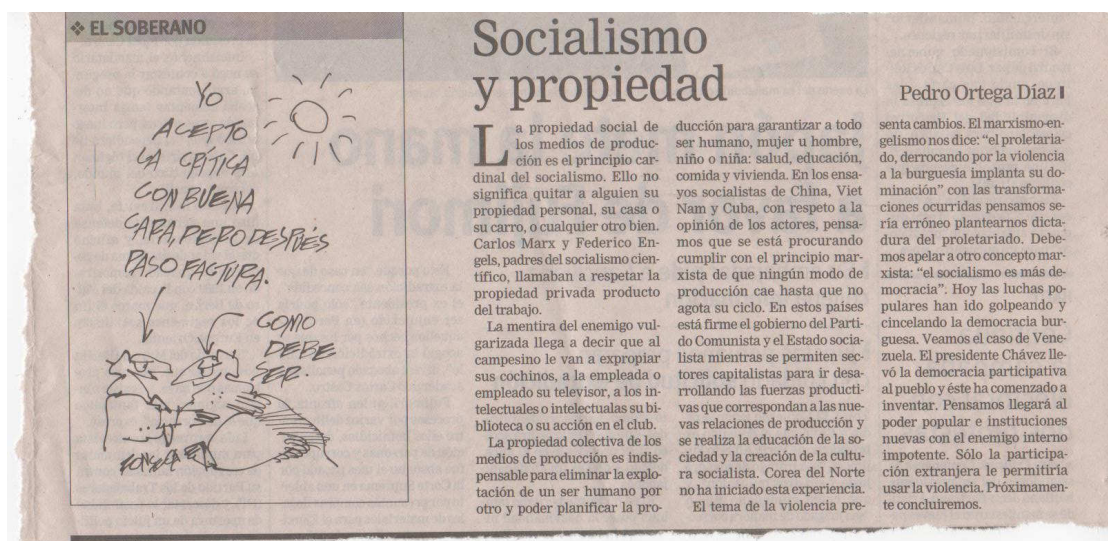 ❖ EL SOBERANO
YO
ACEPTO
LA CRÍTICA
CON BUENA
CARA, PERO DESPUÉS
PASO FACTURA.
COMO
DEBE
SER.
FONSECA
Socialismo
y propiedad
Pedro Ortega Díaz
La propiedad social de
los medios de produc-
ción es el principio car-
dinal del socialismo. Ello no
significa quitar a alguien su
propiedad personal, su casa o
su carro, o cualquier otro bien.
Carlos Marx y Federico En-
gels, padres del socialismo cien-
tífico, llamaban a respetar la
propiedad privada producto
del trabajo.
La mentira del enemigo vul-
garizada llega a decir que al
campesino le van a expropiar
sus cochinos, a la empleada o
empleado su televisor, a los in-
telectuales o intelectualas su bi-
blioteca o su acción en el club.
La propiedad colectiva de los
medios de producción es indis-
pensable para eliminar la explo-
tación de un ser humano por
otro y poder planificar la pro-
ducción para garantizar a todo
ser humano, mujer u hombre,
niño o niña: salud, educación,
comida y vivienda. En los ensa-
yos socialistas de China, Viet
Nam y Cuba, con respeto a la
opinión de los actores, pensa-
mos que se está procurando
cumplir con el principio mar-
xista de que ningún modo de
producción cae hasta que no
agota su ciclo. En estos países
está firme el gobierno del Parti-
do Comunista y el Estado socia-
lista mientras se permiten sec-
tores capitalistas para ir desa-
rrollando las fuerzas producti-
vas que correspondan a las nue-
vas relaciones de producción y
se realiza la educación de la so-
ciedad y la creación de la cultu-
ra socialista. Corea del Norte
no ha iniciado esta experiencia.
El tema de la violencia pre-
senta cambios. El marxismo-en-
gelismo nos dice: “el proletaria-
do, derrocando por la violencia
a la burguesía implanta su do-
minación” con las transforma-
ciones ocurridas pensamos se-
ría erróneo plantearnos dicta-
dura del proletariado. Debe-
mos apelar a otro concepto mar-
xista: “el socialismo es más de-
mocracia”. Hoy las luchas po-
pulares han ido golpeando y
cincelando la democracia bur-
guesa. Veamos el caso de Vene-
zuela. El presidente Chávez lle-
vó la democracia participativa
al pueblo y éste ha comenzado a
inventar. Pensamos llegará al
poder popular e instituciones
nuevas con el enemigo interno
impotente. Sólo la participa-
ción extranjera le permitiría
usar la violencia. Próximamen-
te concluiremos.